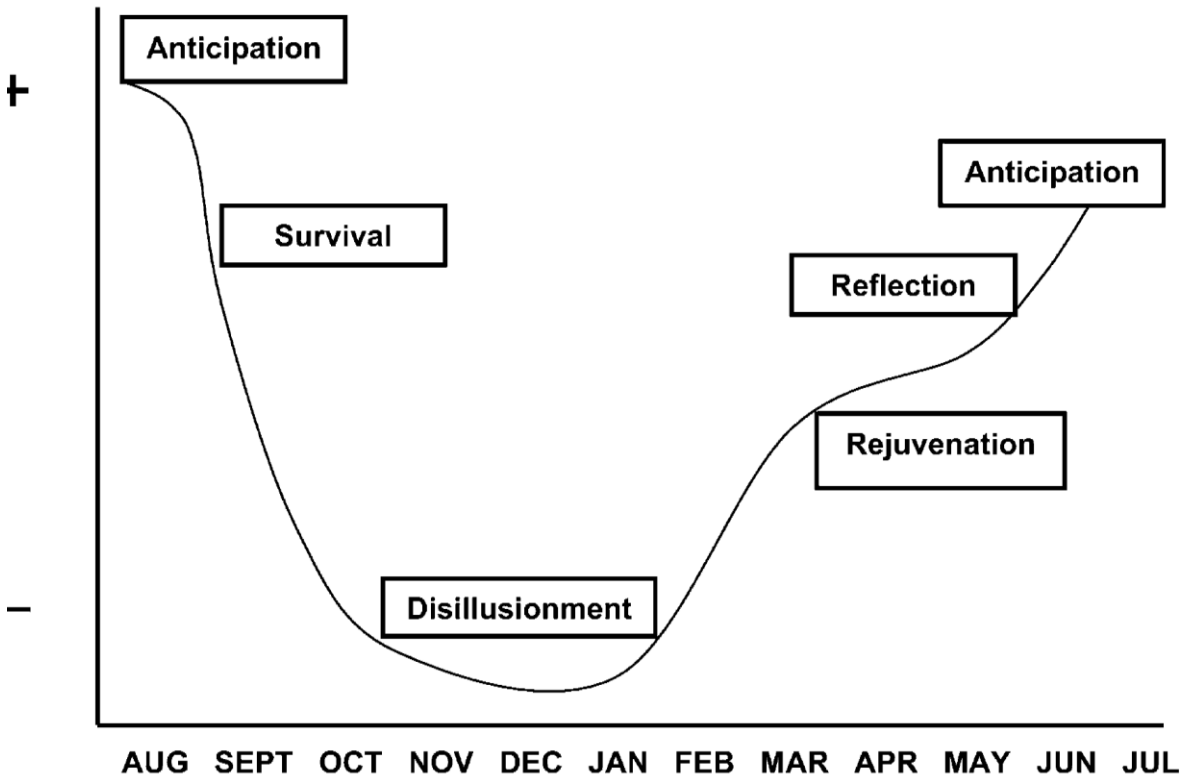 Anticipation
+
Anticipation
Survival
Reflection
Rejuvenation
Disillusionment
–
AUG SEPT OCT NOV DEC JAN FEB MAR APR MAY JUN JUL